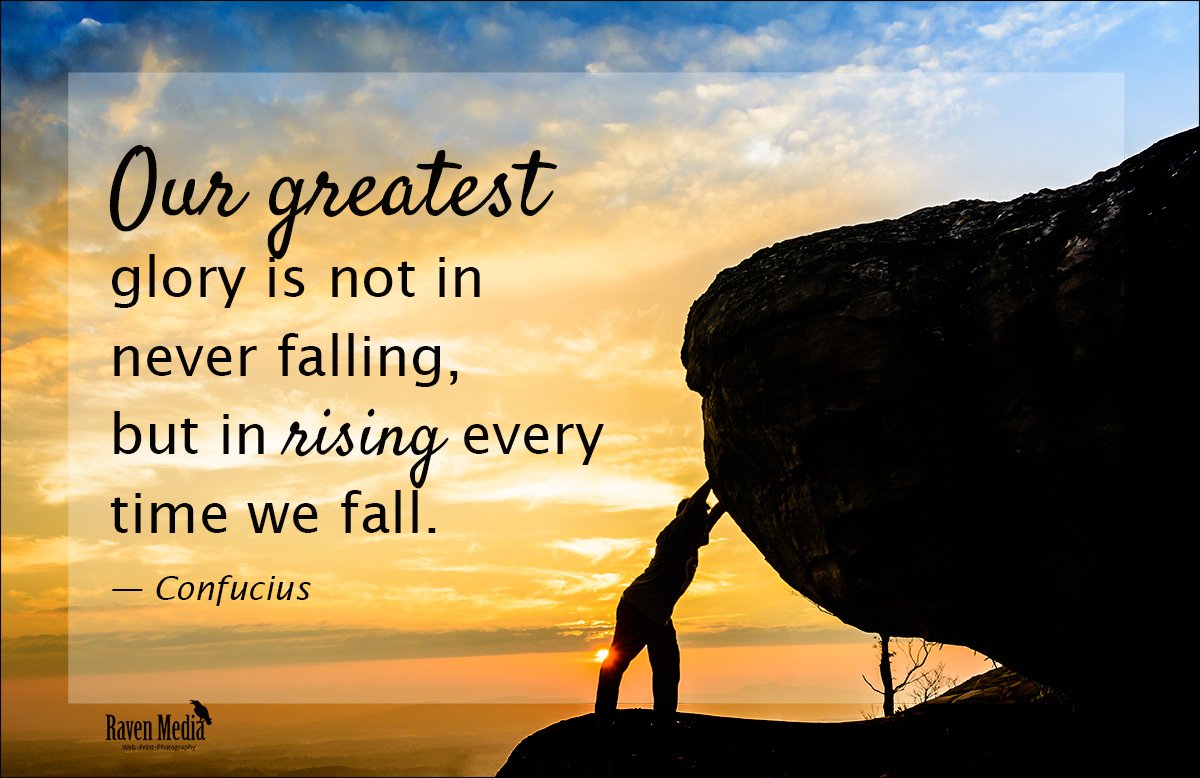 Our greatest
glory is not in
never falling,
but in rising every
time we fall.
— Confucius
Raven Media
Web•Print•Photography